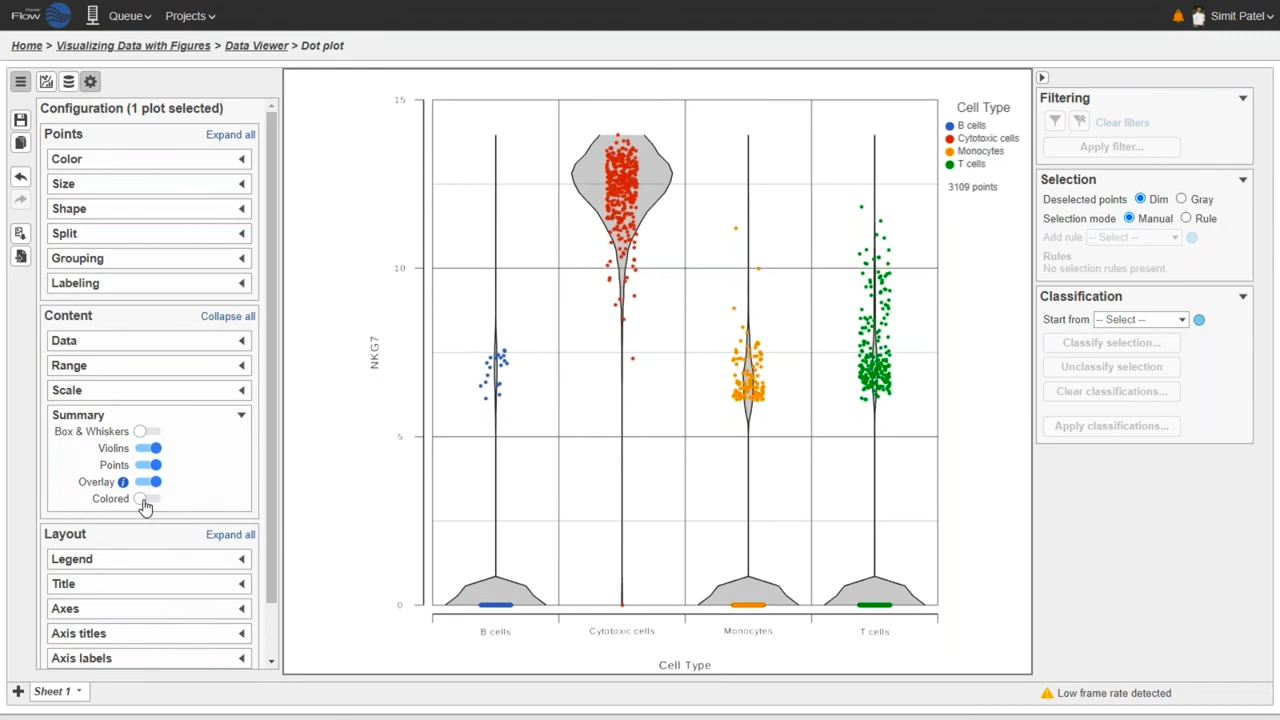 Flow
Queue
Projects
Simit Patel
Home > Visualizing Data with Figures > Data Viewer > Dot plot
Configuration (1 plot selected)
Points
Expand all
Color
Size
Shape
Split
Grouping
Labeling
Content
Collapse all
Data
Range
Scale
Summary
Box & Whiskers
Violins
Points
Overlay
Colored
Layout
Expand all
Legend
Title
Axes
Axis titles
Axis labels
Sheet 1
15
10
5
0
NKG7
B cells
Cytotoxic cells
Monocytes
T cells
Cell Type
Cell Type
B cells
Cytotoxic cells
Monocytes
T cells
3109 points
Filtering
Clear filters
Apply filter...
Selection
Deselected points Dim Gray
Selection mode Manual Rule
Add rule -- Select --
Rules
No selection rules present.
Classification
Start from -- Select --
Classify selection...
Unclassify selection
Clear classifications...
Apply classifications...
Low frame rate detected